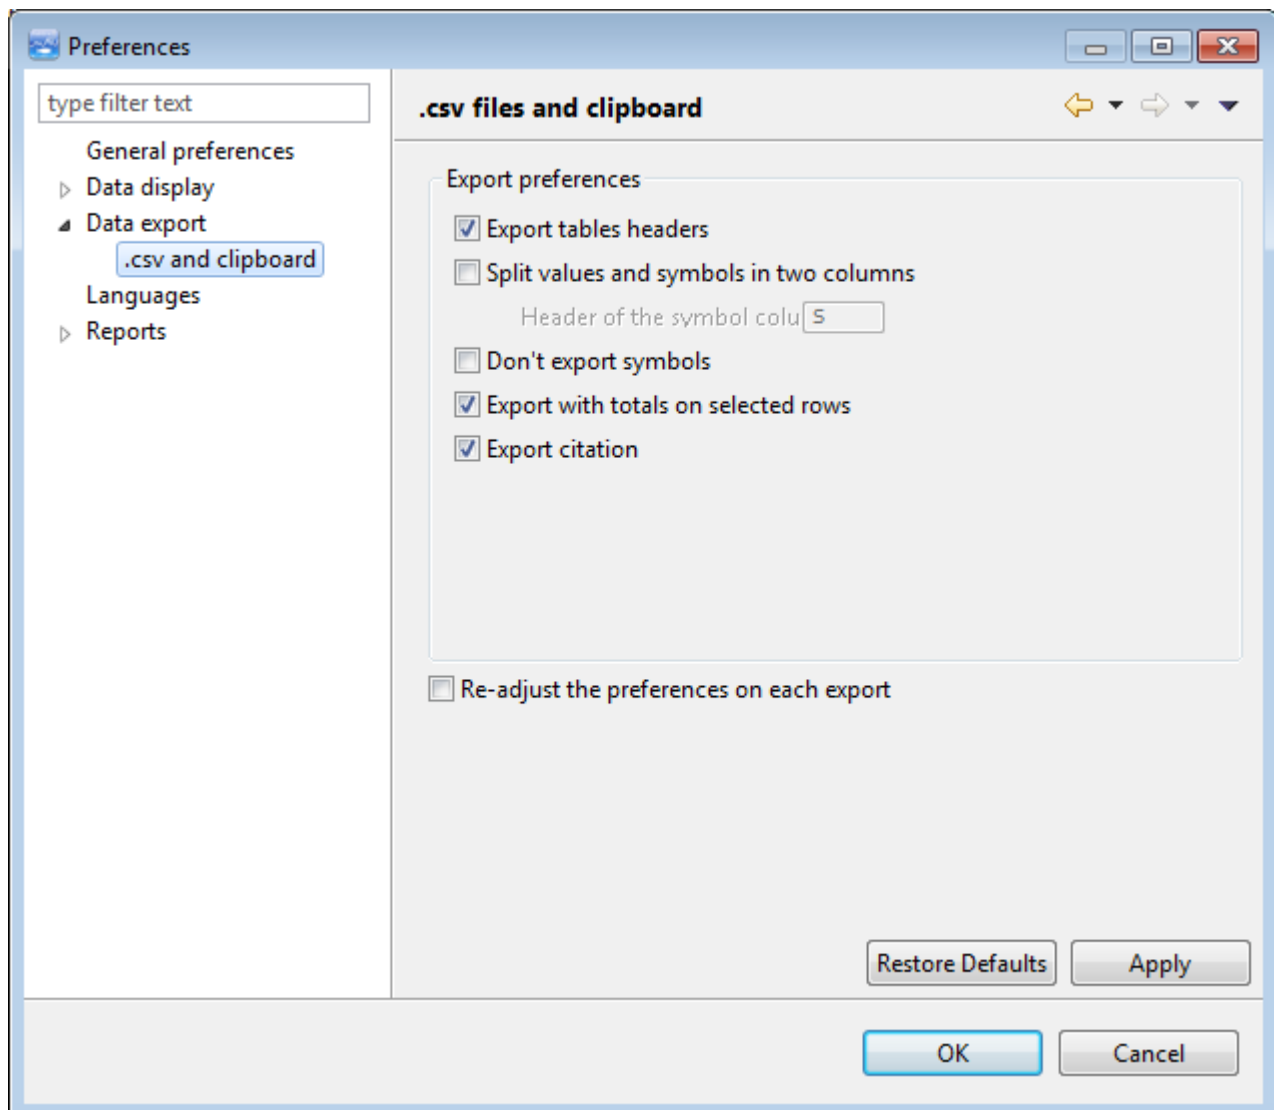 Preferences
type filter text
General preferences
Data display
Data export
.csv and clipboard
Languages
Reports
.csv files and clipboard
Export preferences
Export tables headers
Split values and symbols in two columns
Header of the symbol colu S
Don't export symbols
Export with totals on selected rows
Export citation
Re-adjust the preferences on each export
Restore Defaults Apply
OK Cancel